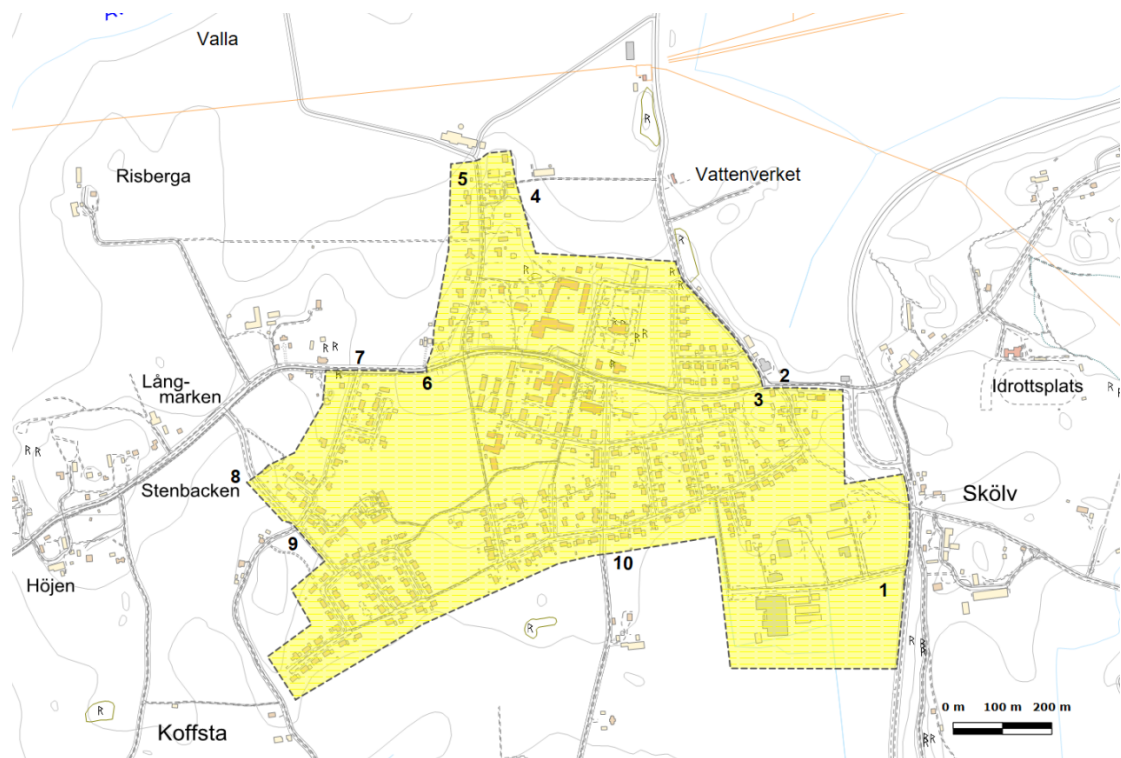 Valla
Risberga
5
4
Vattenverket
7
6
2
3
Lång-
marken
Idrottsplats
8
Stenbacken
Skölv
9
10
Höjen
1
0 m 100 m 200 m
Koffsta
R
R
R
R
R
R R
R
R
R
R R
R
R
R
R
R
R